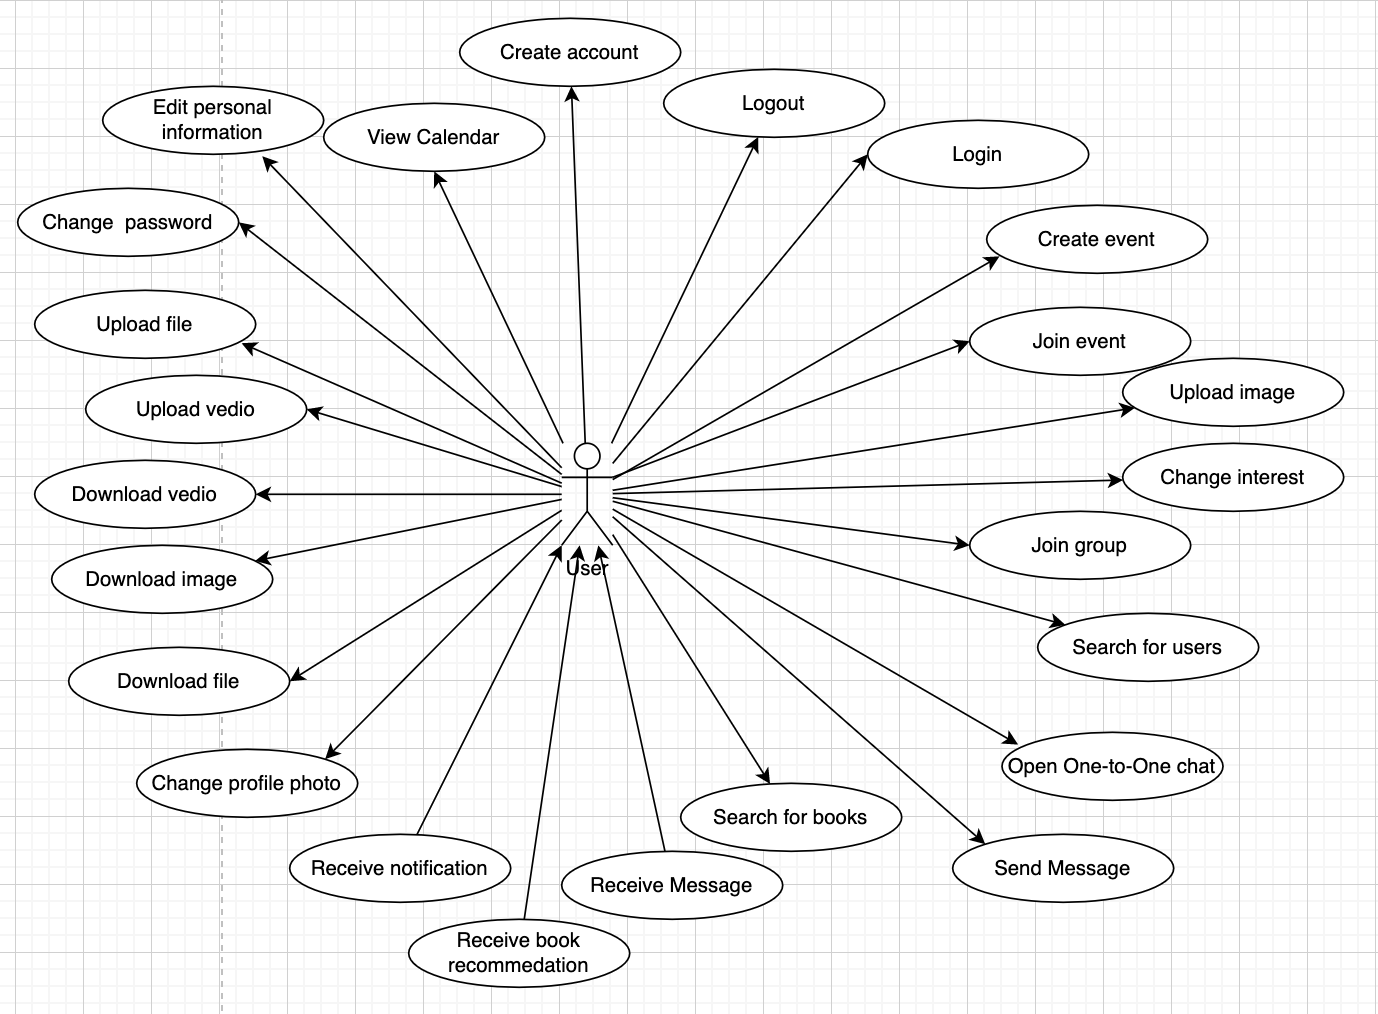 Create account
Logout
Edit personal
information
View Calendar
Login
Change  password
Create event
Upload file
Join event
Upload image
Upload vedio
Change interest
Download vedio
Join group
Download image
User
Search for users
Download file
Open One-to-One chat
Change profile photo
Search for books
Receive notification
Receive Message
Send Message
Receive book
recommedation